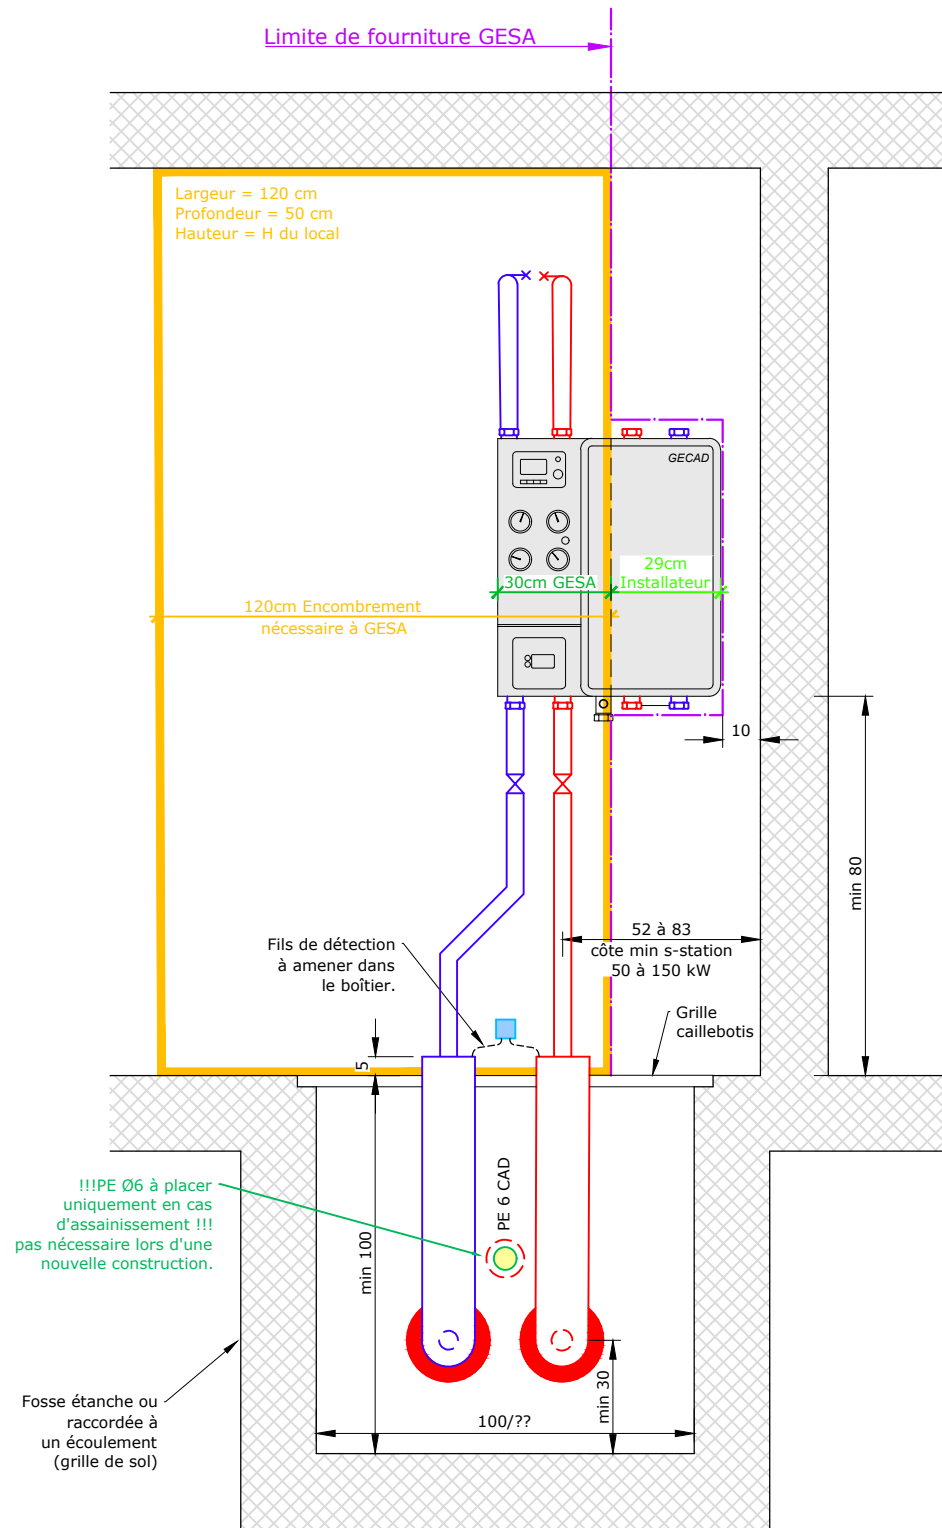 Limite de fourniture GESA
Largeur = 120 cm
Profondeur = 50 cm
Hauteur = H du local
GECAD
29cm
30cm GESA
Installateur
120cm Encombrement
nécessaire à GESA
10
min 80
52 à 83
côte min s-station
50 à 150 kW
Fils de détection
à amener dans
le boîtier.
Grille
caillebotis
5
!!!PE Ø6 à placer
uniquement en cas
d'assainissement !!!
pas nécessaire lors d'une
nouvelle construction.
PE 6 CAD
min 100
min 30
100/??
Fosse étanche ou
raccordée à
un écoulement
(grille de sol)